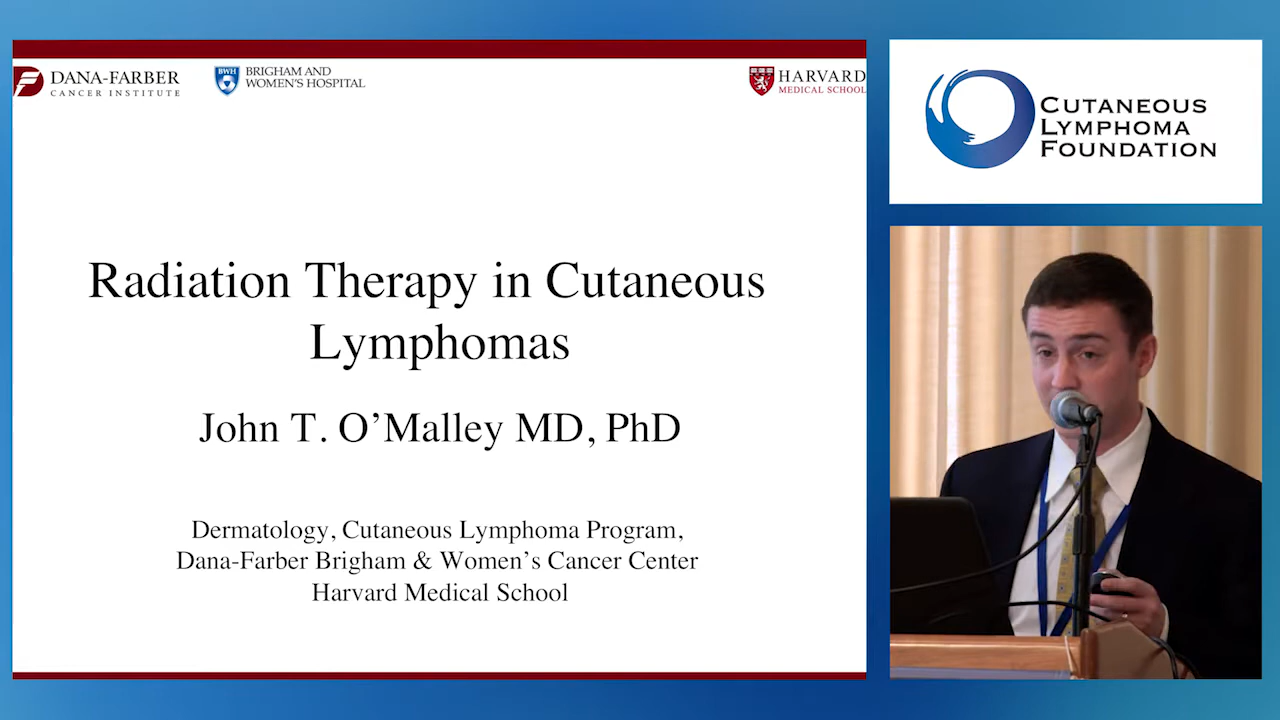 DANA-FARBER
CANCER INSTITUTE
BWH
BRIGHAM AND
WOMEN'S HOSPITAL
HARVARD
MEDICAL SCHOOL
Radiation Therapy in Cutaneous
Lymphomas
John T. O’Malley MD, PhD
Dermatology, Cutaneous Lymphoma Program,
Dana-Farber Brigham & Women’s Cancer Center
Harvard Medical School
CUTANEOUS
LYMPHOMA
FOUNDATION